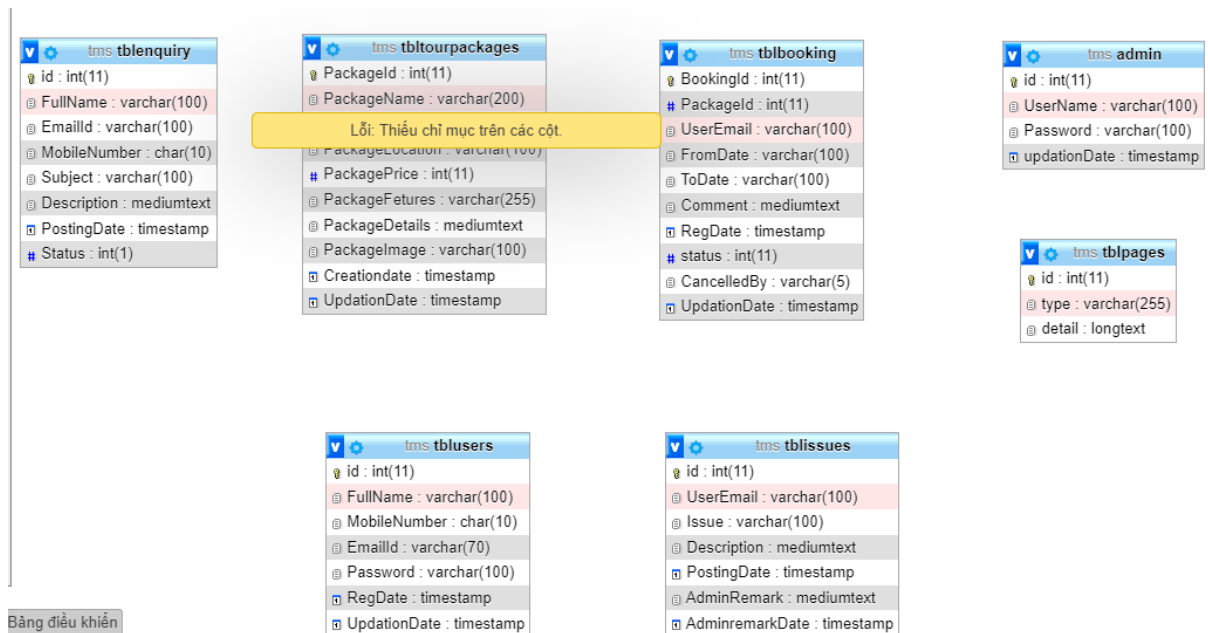 tms tblenquiry
id : int(11)
FullName : varchar(100)
EmailId : varchar(100)
MobileNumber : char(10)
Subject : varchar(100)
Description : mediumtext
PostingDate : timestamp
Status : int(1)
tms tbltourpackages
PackageId : int(11)
PackageName : varchar(200)
Lỗi: Thiếu chỉ mục trên các cột.
PackageLocation : varchar(100)
PackagePrice : int(11)
PackageFetures : varchar(255)
PackageDetails : mediumtext
PackageImage : varchar(100)
Creationdate : timestamp
UpdationDate : timestamp
tms tblbooking
BookingId : int(11)
PackageId : int(11)
UserEmail : varchar(100)
FromDate : varchar(100)
ToDate : varchar(100)
Comment : mediumtext
RegDate : timestamp
status : int(11)
CancelledBy : varchar(5)
UpdationDate : timestamp
tms admin
id : int(11)
UserName : varchar(100)
Password : varchar(100)
updationDate : timestamp
tms tblpages
id : int(11)
type : varchar(255)
detail : longtext
tms tblusers
id : int(11)
FullName : varchar(100)
MobileNumber : char(10)
EmailId : varchar(70)
Password : varchar(100)
RegDate : timestamp
UpdationDate : timestamp
tms tblissues
id : int(11)
UserEmail : varchar(100)
Issue : varchar(100)
Description : mediumtext
PostingDate : timestamp
AdminRemark : mediumtext
AdminremarkDate : timestamp
Bảng điều khiển